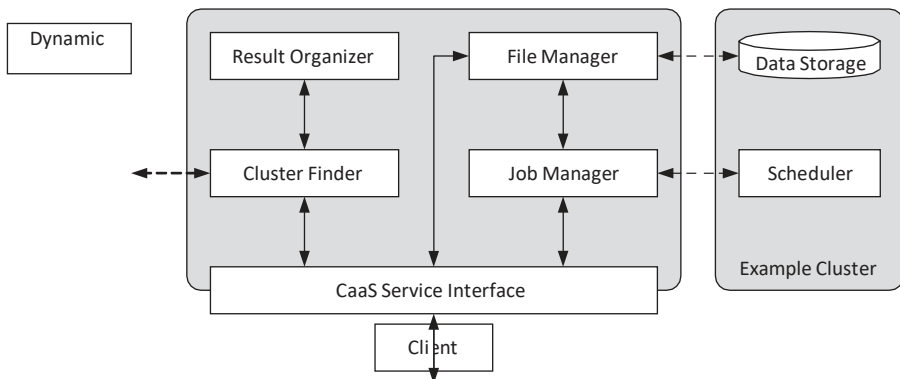 Dynamic
Result Organizer
File Manager
Data Storage
Cluster Finder
Job Manager
Scheduler
Example Cluster
CaaS Service Interface
Client